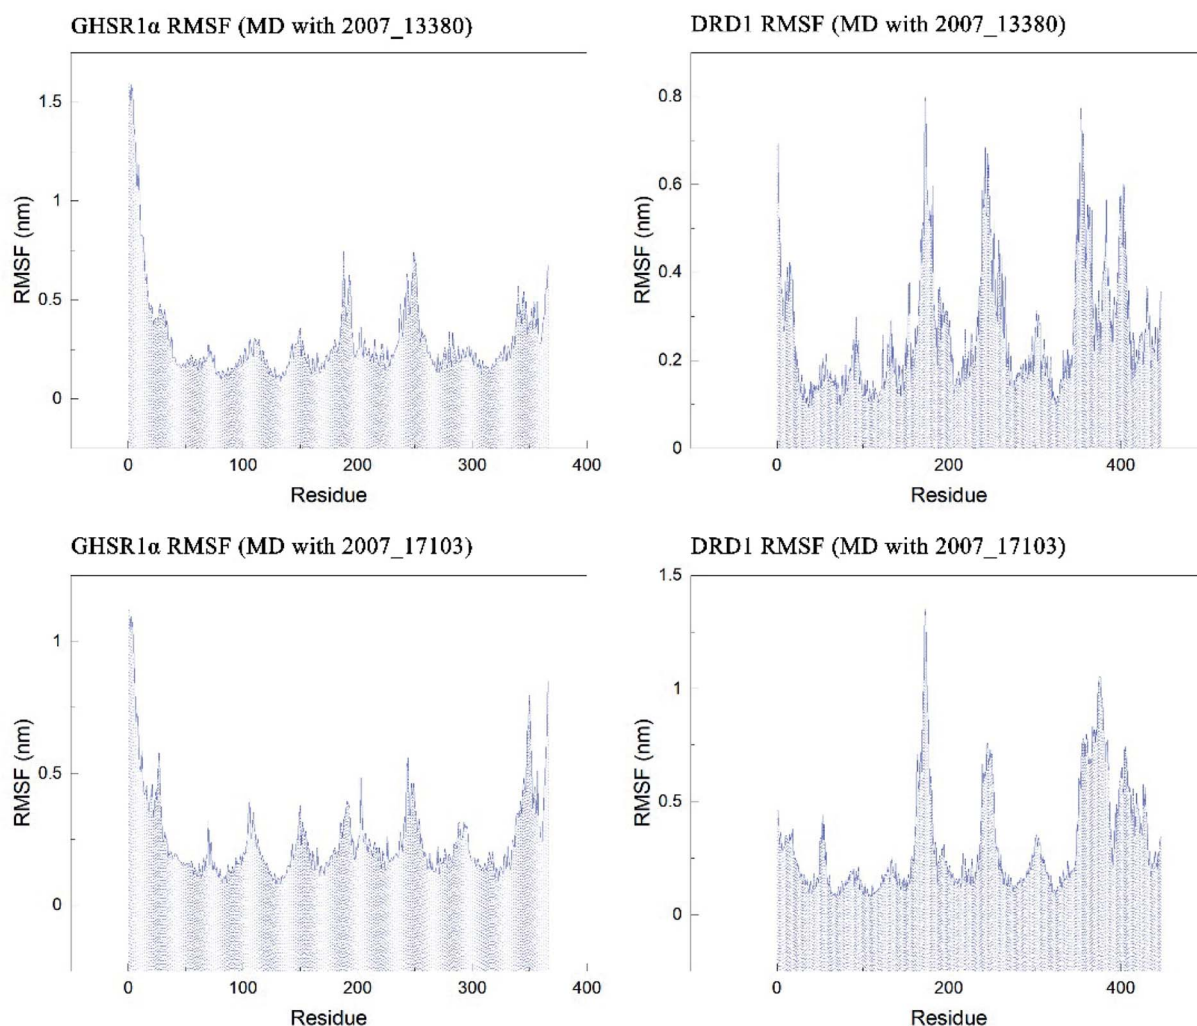 GHSR1α RMSF (MD with 2007_13380)
1.5
1
0.5
0
RMSF (nm)
0 100 200 300 400
Residue
DRD1 RMSF (MD with 2007_13380)
0.8
0.6
0.4
0.2
0
RMSF (nm)
0 200 400
Residue
GHSR1α RMSF (MD with 2007_17103)
1
0.5
0
RMSF (nm)
0 100 200 300 400
Residue
DRD1 RMSF (MD with 2007_17103)
1.5
1
0.5
0
RMSF (nm)
0 200 400
Residue